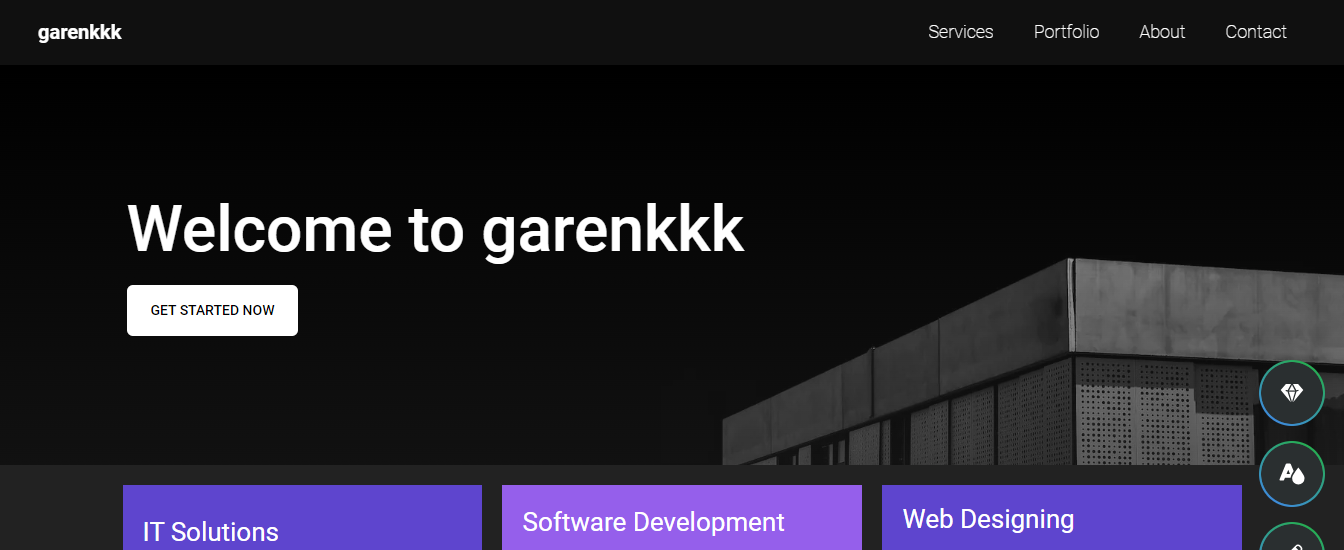 garenkkk
Services Portfolio About Contact
Welcome to garenkkk
GET STARTED NOW
IT Solutions
Software Development
Web Designing